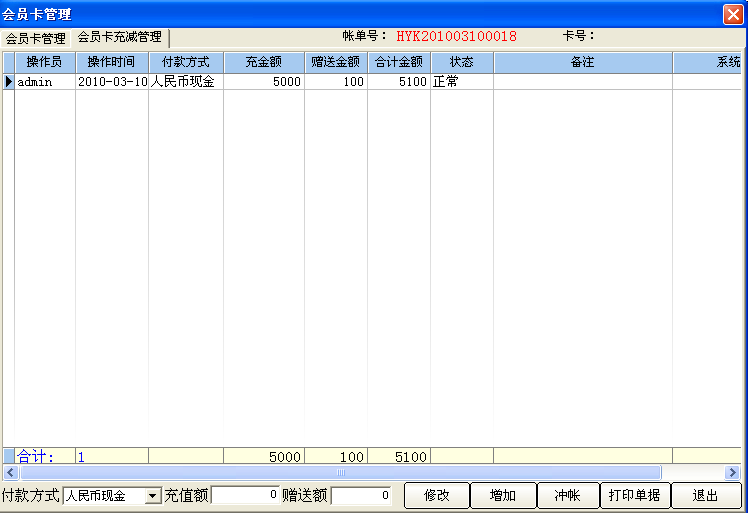 会员卡管理
会员卡管理 会员卡充减管理 帐单号： HYK201003100018 卡号：
操作员 操作时间 付款方式 充金额 赠送金额 合计金额 状态 备注 系统
admin 2010-03-10 人民币现金 5000 100 5100 正常
合计: 1 5000 100 5100
付款方式 人民币现金 充值额 0 赠送额 0 修改 增加 冲帐 打印单据 退出